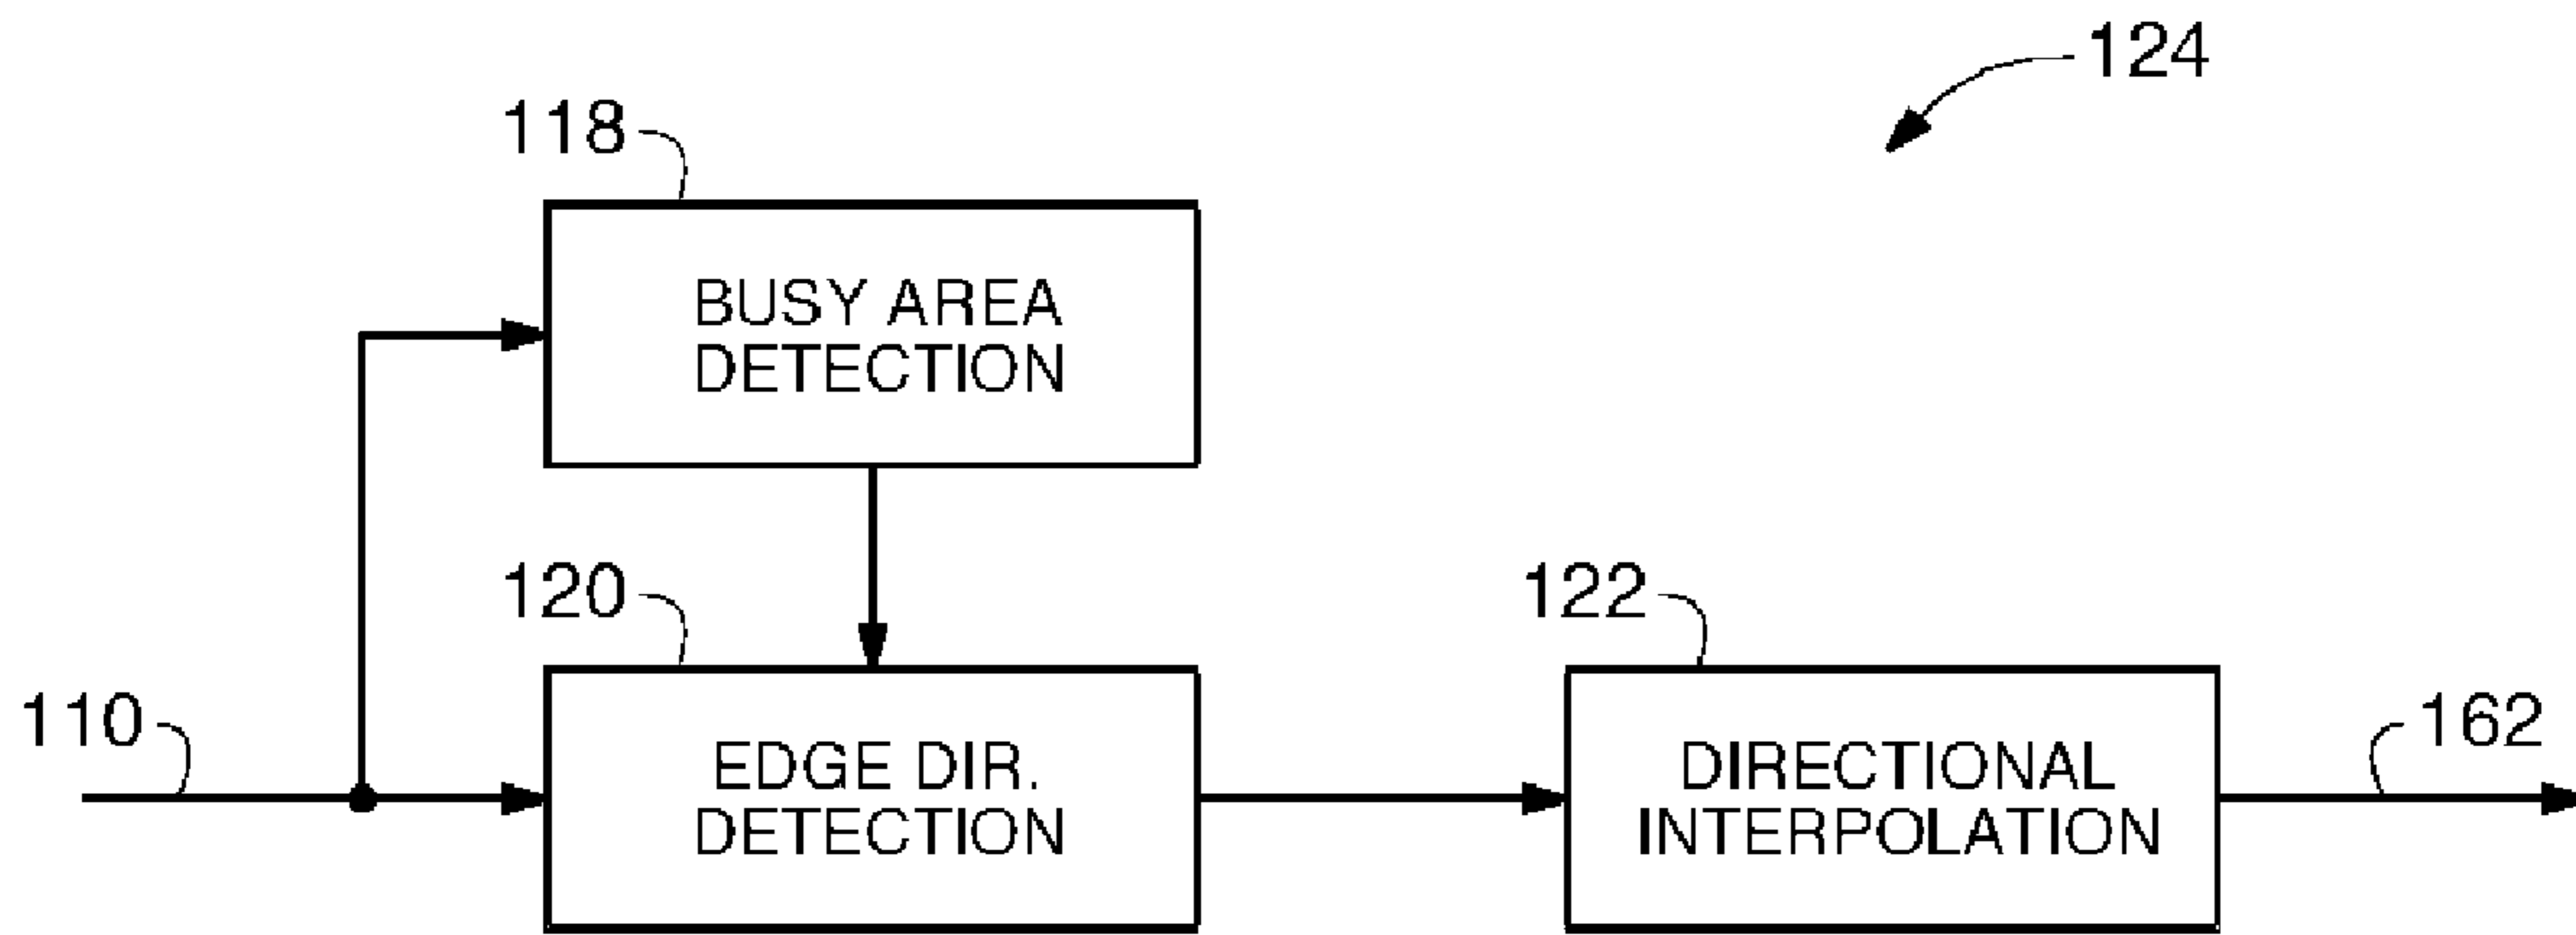 124
118
BUSY AREA
DETECTION
120
122
110
EDGE DIR.
DETECTION
DIRECTIONAL
INTERPOLATION
162